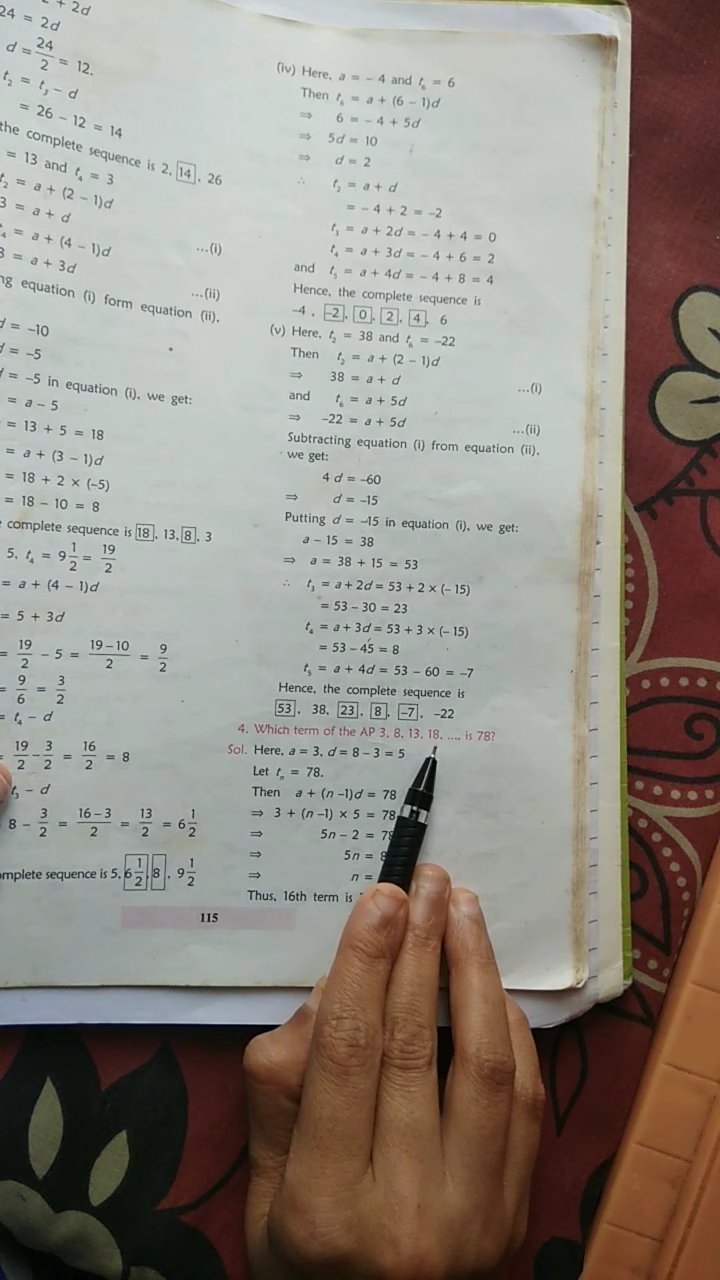 + 2d
24 = 2d
d = 24/2 = 12.
t₂ = t₃ − d
= 26 − 12 = 14
the complete sequence is 2, 14, 26
= 13 and t₄ = 3
t₂ = a + (2 − 1)d
3 = a + d ...(i)
= a + (4 − 1)d
3 = a + 3d ...(ii)
equation (i) form equation (ii),
d = −10
d = −5
= −5 in equation (i), we get:
= a − 5
= 13 + 5 = 18
= a + (3 − 1)d
= 18 + 2 × (−5)
= 18 − 10 = 8
complete sequence is 18, 13, 8, 3
5, t₄ = 9 1/2 = 19/2
= a + (4 − 1)d
= 5 + 3d
= 19/2 − 5 = (19−10)/2 = 9/2
= 9/6 = 3/2
= t₄ − d
19/2 − 3/2 = 16/2 = 8
t₃ − d
8 − 3/2 = (16−3)/2 = 13/2 = 6 1/2
sequence is 5, 6 1/2, 8, 9 1/2
115
(iv) Here, a = − 4 and t₆ = 6
Then t₆ = a + (6 − 1)d
⇒ 6 = − 4 + 5d
⇒ 5d = 10
⇒ d = 2
∴ t₂ = a + d
= − 4 + 2 = −2
t₃ = a + 2d = − 4 + 4 = 0
t₄ = a + 3d = − 4 + 6 = 2
and t₅ = a + 4d = − 4 + 8 = 4
Hence, the complete sequence is
−4 , −2, 0, 2, 4, 6
(v) Here, t₂ = 38 and t₆ = −22
Then t₂ = a + (2 − 1)d
⇒ 38 = a + d ...(i)
and t₆ = a + 5d
⇒ −22 = a + 5d ...(ii)
Subtracting equation (i) from equation (ii),
we get:
4 d = −60
⇒ d = −15
Putting d = −15 in equation (i), we get:
a − 15 = 38
⇒ a = 38 + 15 = 53
∴ t₃ = a + 2d = 53 + 2 × (− 15)
= 53 − 30 = 23
t₄ = a + 3d = 53 + 3 × (− 15)
= 53 − 45 = 8
t₅ = a + 4d = 53 − 60 = −7
Hence, the complete sequence is
53, 38, 23, 8, −7, −22
4. Which term of the AP 3, 8, 13, 18, ..., is 78?
Sol. Here, a = 3, d = 8 − 3 = 5
Let tₙ = 78.
Then a + (n −1)d = 78
⇒ 3 + (n −1) × 5 = 78
⇒ 5n − 2 = 78
⇒ 5n = 8
⇒ n =
Thus, 16th term is